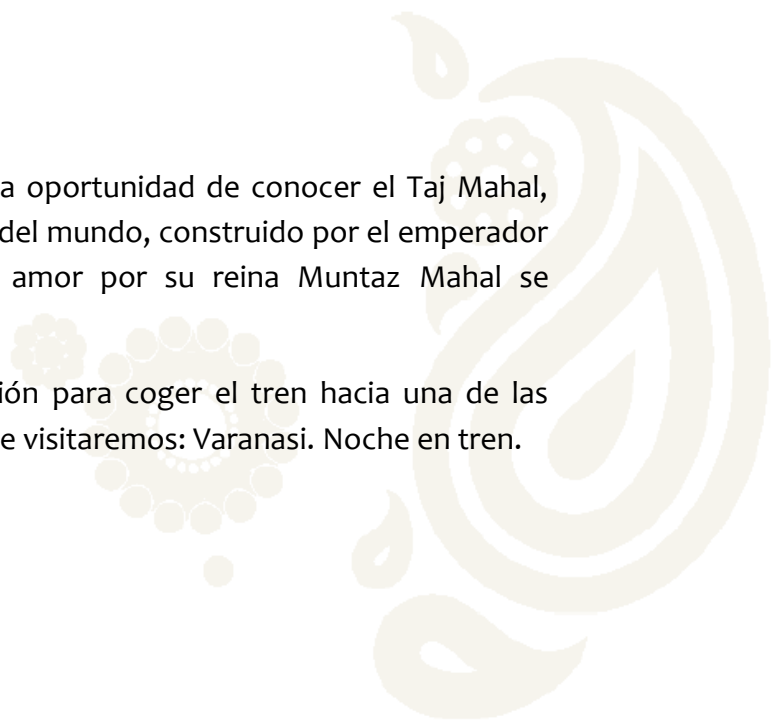 a oportunidad de conocer el Taj Mahal,
del mundo, construido por el emperador
amor por su reina Muntaz Mahal se
ión para coger el tren hacia una de las
e visitaremos: Varanasi. Noche en tren.